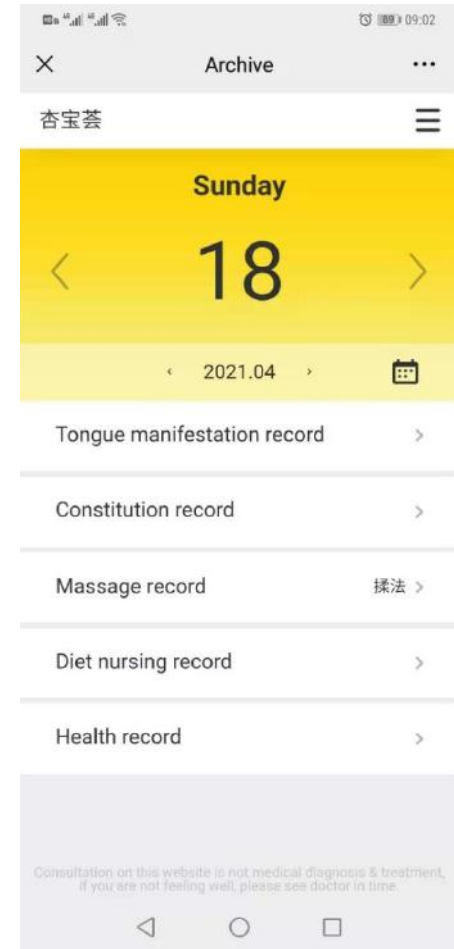 89 09:02
Archive
杏宝荟
Sunday
18
2021.04
Tongue manifestation record
Constitution record
Massage record 揉法
Diet nursing record
Health record
Consultation on this website is not medical diagnosis & treatment,
If you are not feeling well, please see doctor in time.